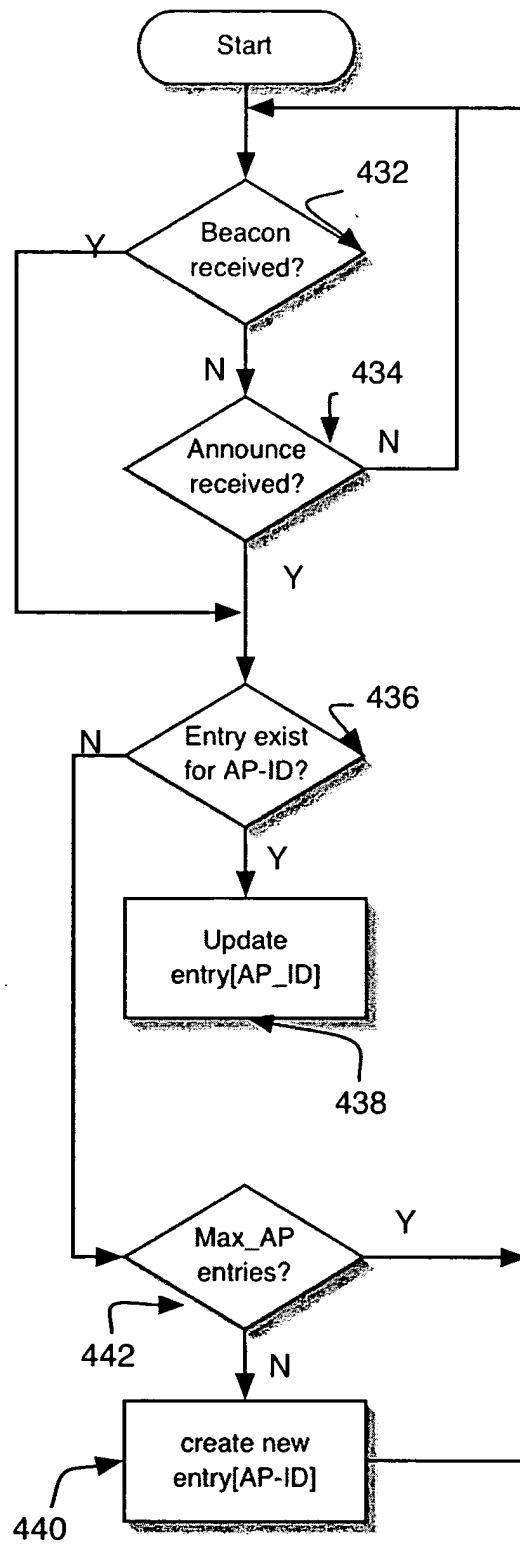 Start
432
Beacon
received?
Y
N
434
Announce
received?
N
Y
436
N
Entry exist
for AP-ID?
Y
Update
entry[AP_ID]
438
Y
Max_AP
entries?
442
N
create new
entry[AP-ID]
440